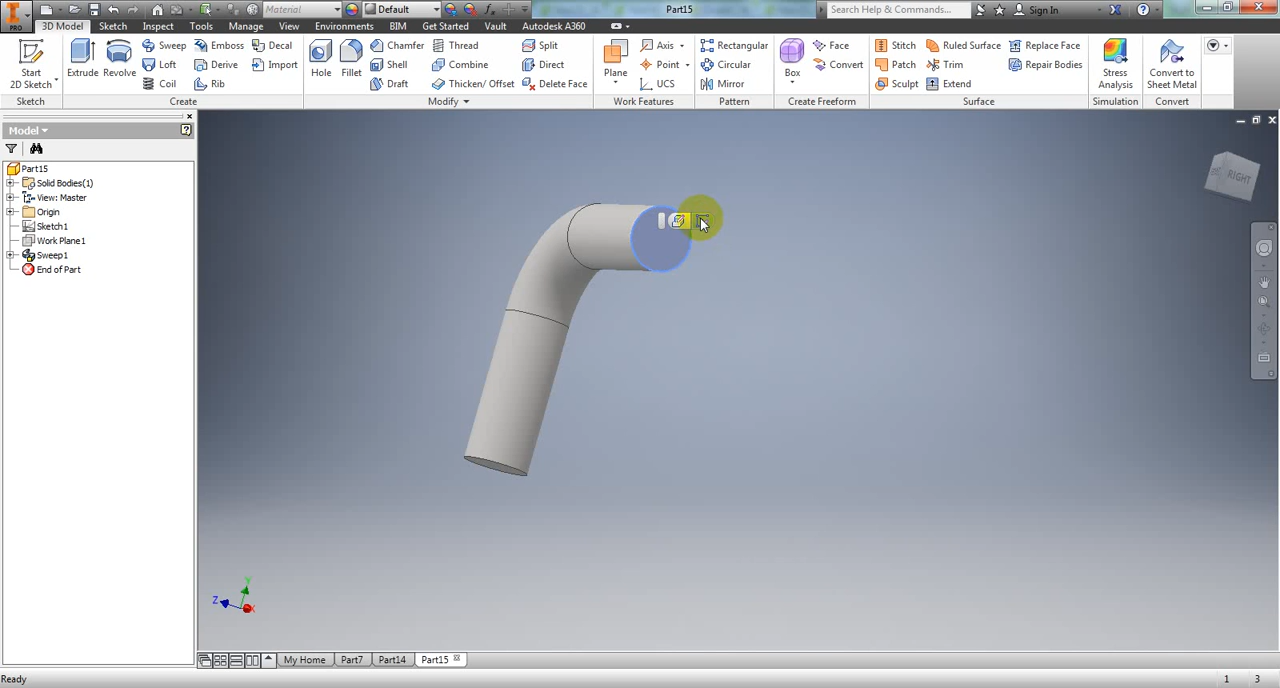 PRO
Material
Default
Part15
Search Help & Commands...
Sign In
3D Model Sketch Inspect Tools Manage View Environments BIM Get Started Vault Autodesk A360
Start
2D Sketch
Extrude
Revolve
Sweep
Loft
Coil
Emboss
Derive
Rib
Decal
Import
Hole
Fillet
Chamfer
Shell
Draft
Thread
Combine
Thicken/ Offset
Split
Direct
Delete Face
Plane
Axis
Point
UCS
Rectangular
Circular
Mirror
Box
Face
Convert
Stitch
Patch
Sculpt
Ruled Surface
Trim
Extend
Replace Face
Repair Bodies
Stress
Analysis
Convert to
Sheet Metal
Sketch Create Modify Work Features Pattern Create Freeform Surface Simulation Convert
Model
Part15
Solid Bodies(1)
View: Master
Origin
Sketch1
Work Plane1
Sweep1
End of Part
RIGHT
Y
Z
X
My Home Part7 Part14 Part15
Ready 1 3